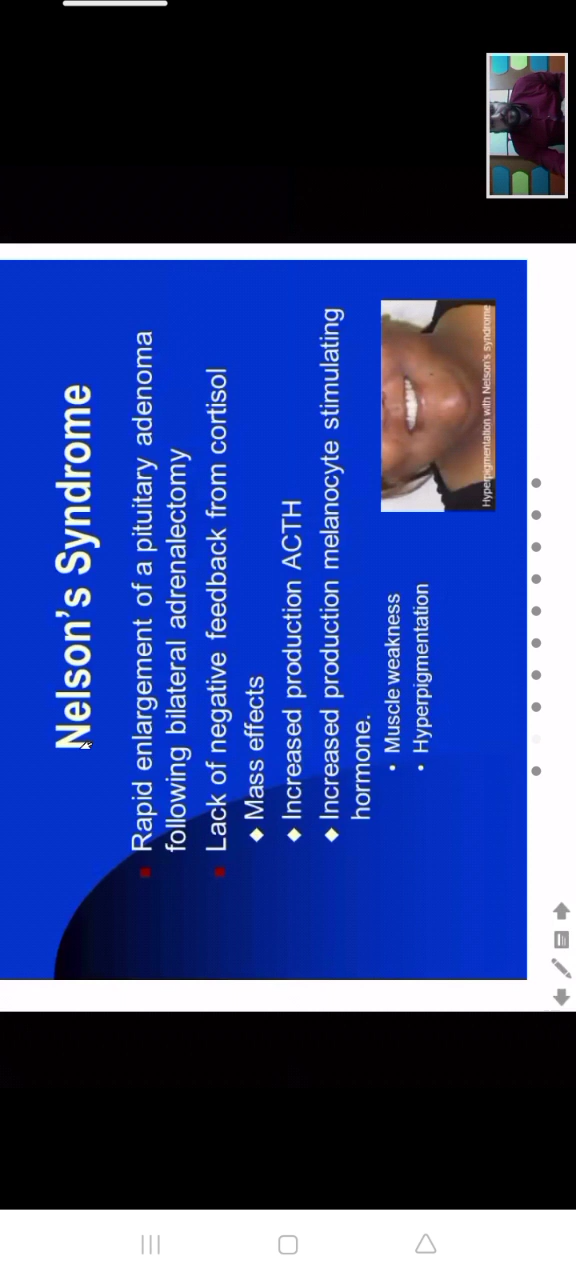 Nelson's Syndrome
Rapid enlargement of a pituitary adenoma
following bilateral adrenalectomy
Lack of negative feedback from cortisol
Mass effects
Increased production ACTH
Increased production melanocyte stimulating
hormone.
• Muscle weakness
• Hyperpigmentation
Hyperpigmentation with Nelson's syndrome